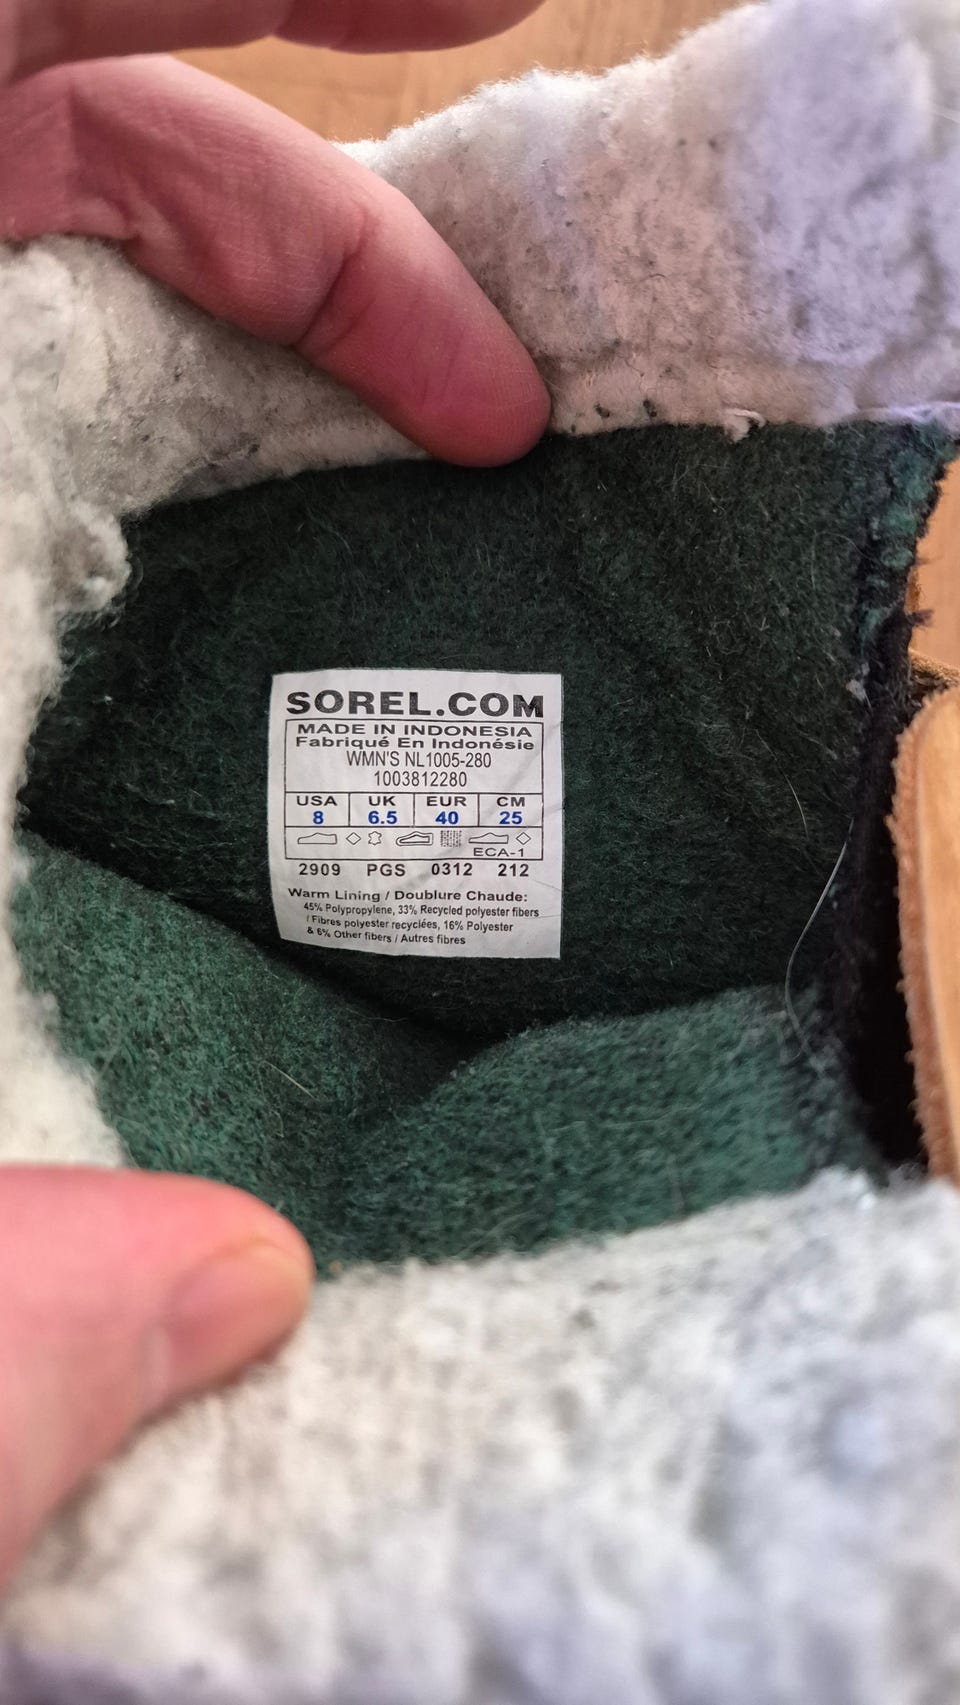 SOREL.COM
MADE IN INDONESIA
Fabriqué En Indonésie
WMN'S NL1005-280
1003812280
USA UK EUR CM
8 6.5 40 25
ECA-1
2909 PGS 0312 212
Warm Lining / Doublure Chaude:
45% Polypropylene, 33% Recycled polyester fibers
/ Fibres polyester recyclées, 16% Polyester
& 6% Other fibers / Autres fibres